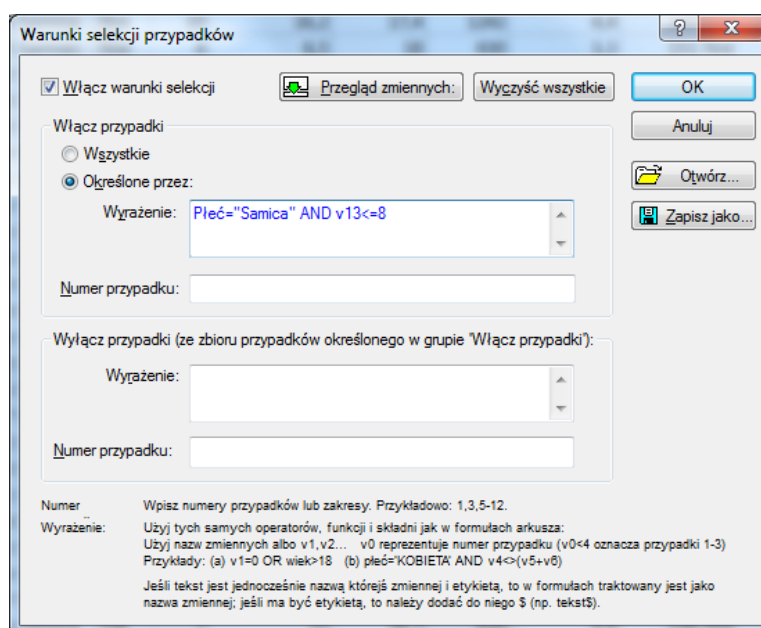 Warunki selekcji przypadków
Włącz warunki selekcji
Przegląd zmiennych:
Wyczyść wszystkie
OK
Włącz przypadki
Anuluj
Wszystkie
Określone przez:
Otwórz...
Wyrażenie:
Płeć="Samica" AND v13<=8
Zapisz jako...
Numer przypadku:
Wyłącz przypadki (ze zbioru przypadków określonego w grupie 'Włącz przypadki'):
Wyrażenie:
Numer przypadku:
Numer Wpisz numery przypadków lub zakresy. Przykładowo: 1,3,5-12.
Wyrażenie: Użyj tych samych operatorów, funkcji i składni jak w formułach arkusza:
Użyj nazw zmiennych albo v1,v2... v0 reprezentuje numer przypadku (v0<4 oznacza przypadki 1-3)
Przykłady: (a) v1=0 OR wiek>18 (b) płeć='KOBIETA' AND v4<>(v5+v6)
Jeśli tekst jest jednocześnie nazwą którejś zmiennej i etykietą, to w formułach traktowany jest jako
nazwa zmiennej; jeśli ma być etykietą, to należy dodać do niego $ (np. tekst$).